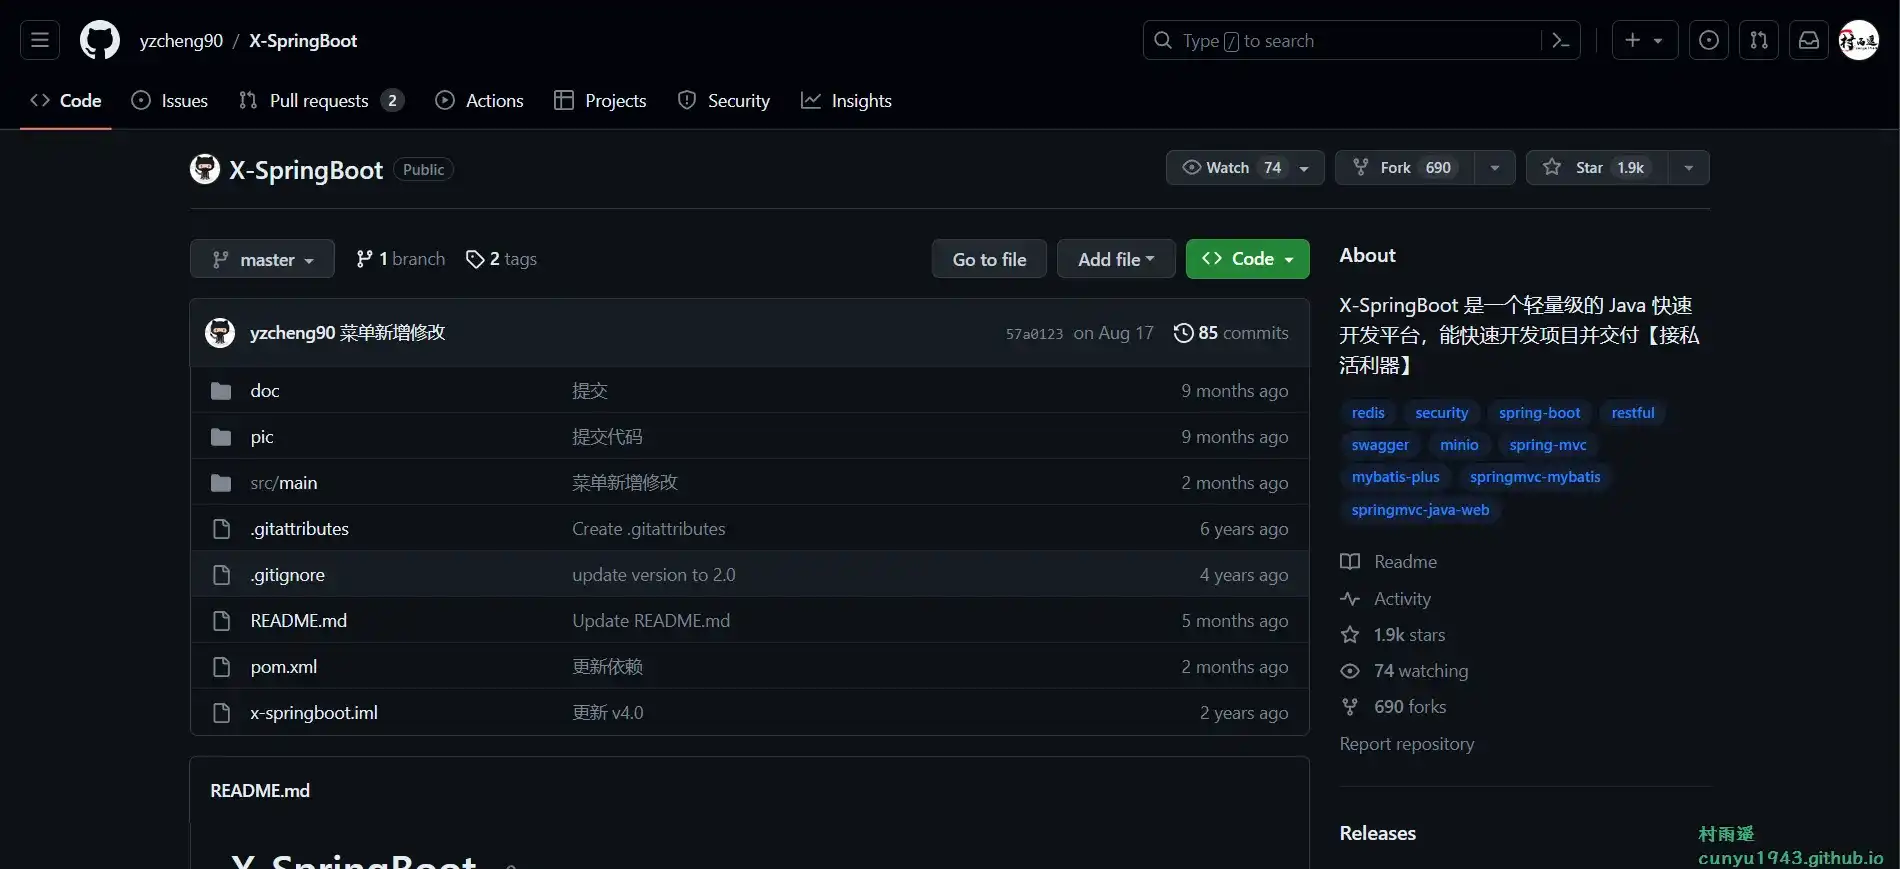 yzcheng90 / X-SpringBoot
Type / to search
Code Issues Pull requests 2 Actions Projects Security Insights
X-SpringBoot Public
Watch 74 Fork 690 Star 1.9k
master 1 branch 2 tags Go to file Add file Code
yzcheng90 菜单新增修改 57a0123 on Aug 17 85 commits
doc 提交 9 months ago
pic 提交代码 9 months ago
src/main 菜单新增修改 2 months ago
.gitattributes Create .gitattributes 6 years ago
.gitignore update version to 2.0 4 years ago
README.md Update README.md 5 months ago
pom.xml 更新依赖 2 months ago
x-springboot.iml 更新 v4.0 2 years ago
README.md
X-SpringBoot
About
X-SpringBoot 是一个轻量级的 Java 快速
开发平台，能快速开发项目并交付【接私
活利器】
redis security spring-boot restful
swagger minio spring-mvc
mybatis-plus springmvc-mybatis
springmvc-java-web
Readme
Activity
1.9k stars
74 watching
690 forks
Report repository
Releases
村雨遥
cunyu1943.github.io